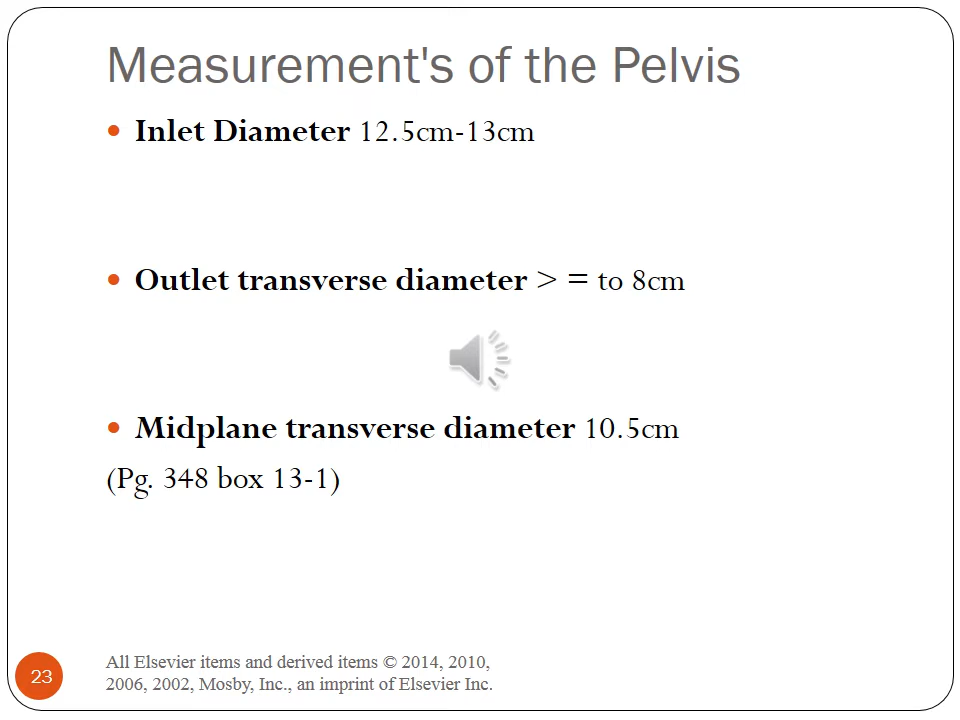 Measurement's of the Pelvis
• Inlet Diameter 12.5cm-13cm
• Outlet transverse diameter > = to 8cm
• Midplane transverse diameter 10.5cm
(Pg. 348 box 13-1)
All Elsevier items and derived items © 2014, 2010,
2006, 2002, Mosby, Inc., an imprint of Elsevier Inc.
23